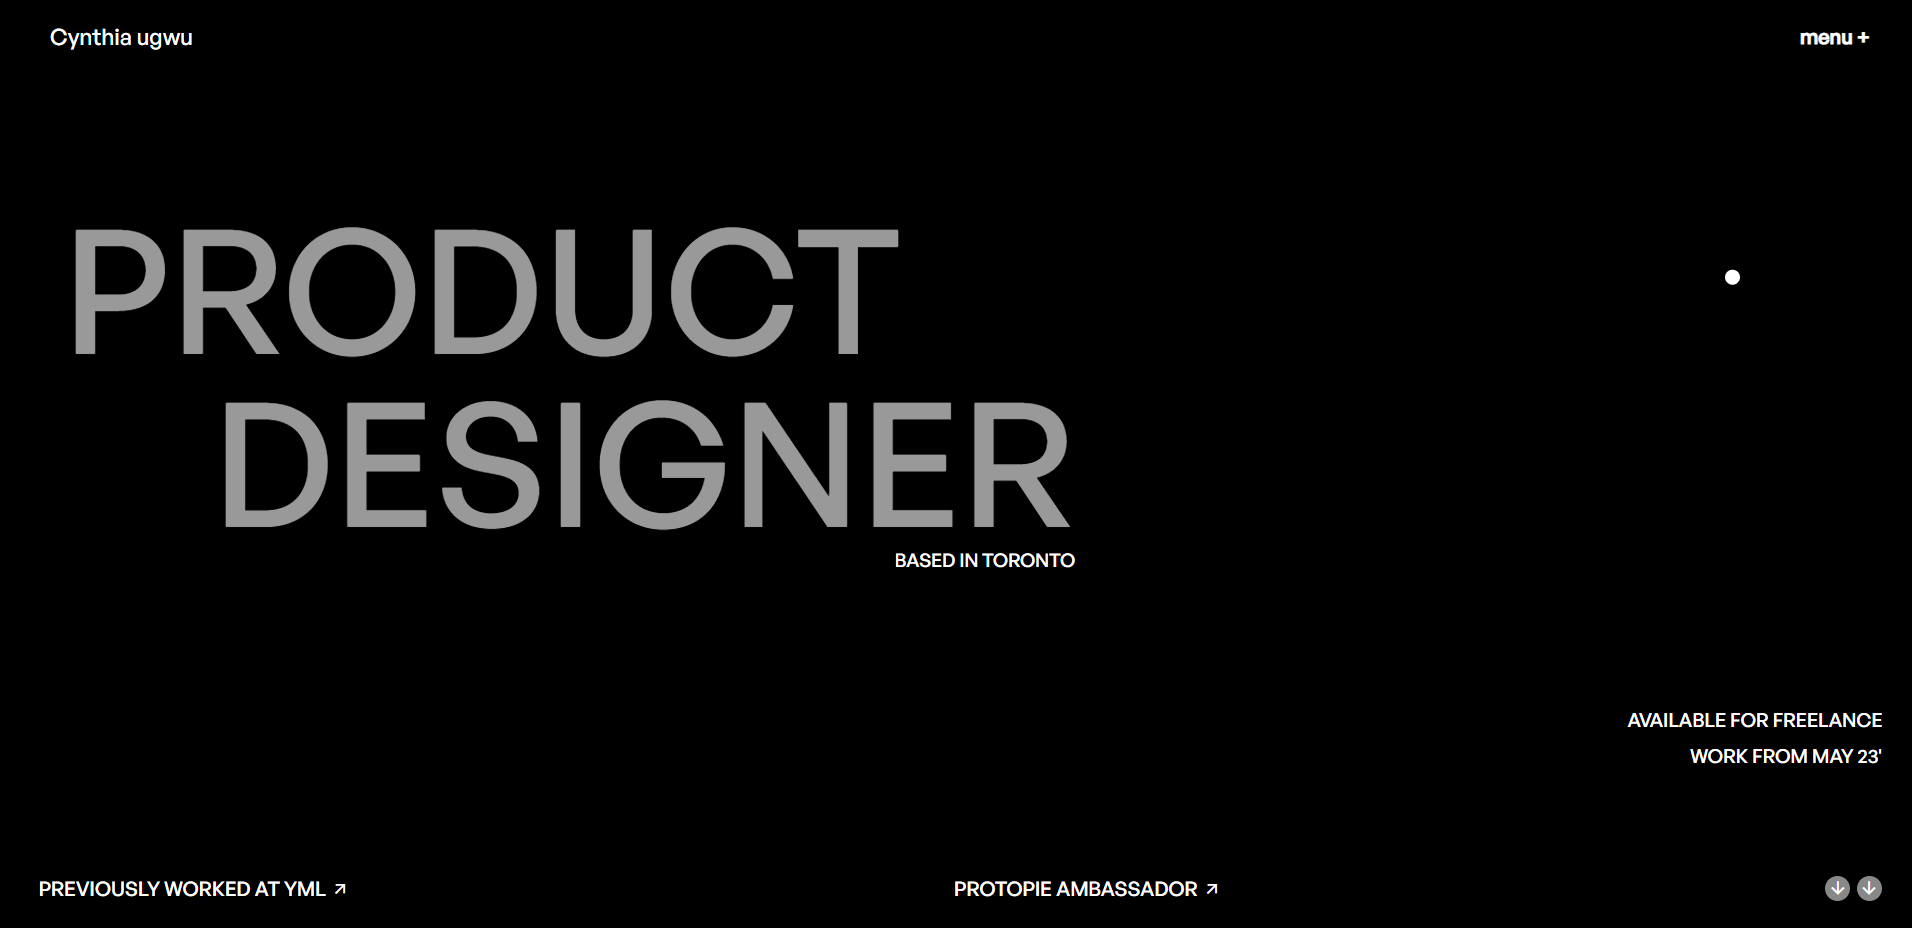 Cynthia ugwu
menu +
PRODUCT
DESIGNER
BASED IN TORONTO
AVAILABLE FOR FREELANCE
WORK FROM MAY 23'
PREVIOUSLY WORKED AT YML ↗
PROTOPIE AMBASSADOR ↗